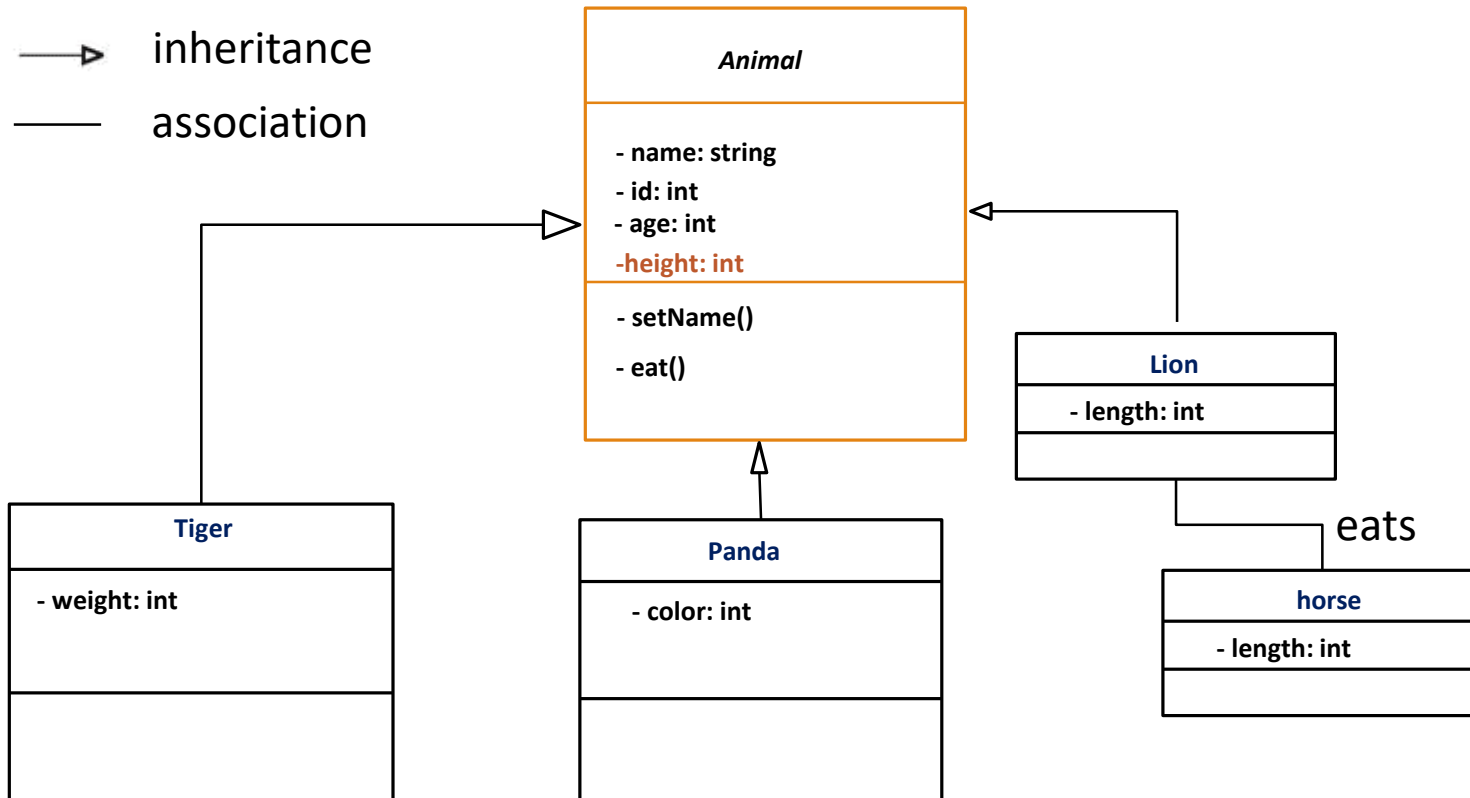 inheritance
association
Animal
- name: string
- id: int
- age: int
-height: int
- setName()
- eat()
Lion
- length: int
eats
Tiger
- weight: int
Panda
- color: int
horse
- length: int